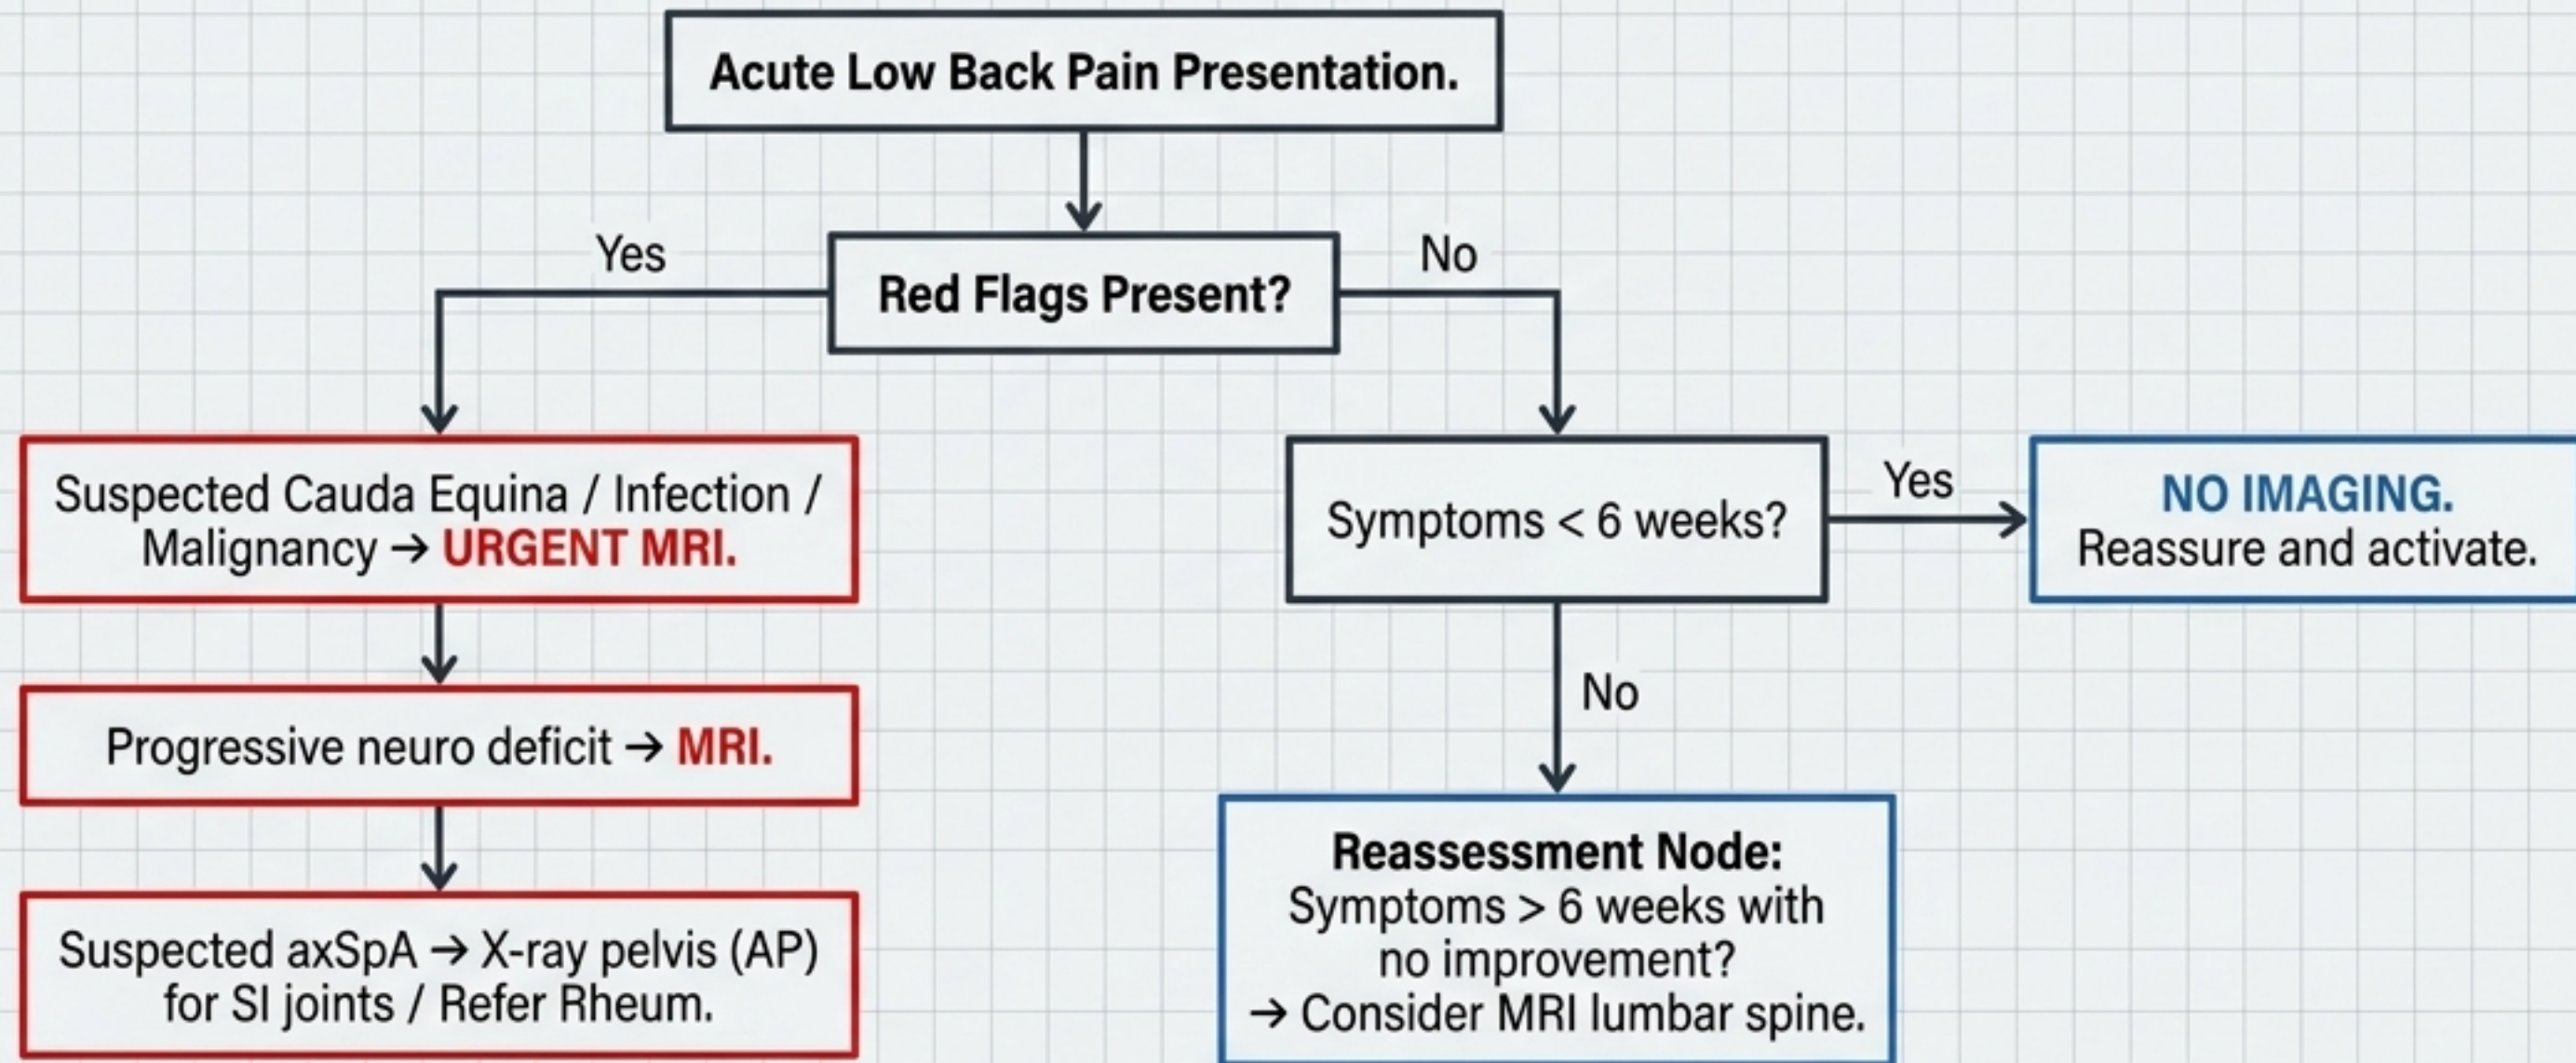 Acute Low Back Pain Presentation.
Yes
Red Flags Present?
No
Suspected Cauda Equina / Infection /
Malignancy → URGENT MRI.
Symptoms < 6 weeks?
Yes
NO IMAGING.
Reassure and activate.
Progressive neuro deficit → MRI.
No
Suspected axSpA → X-ray pelvis (AP)
for SI joints / Refer Rheum.
Reassessment Node:
Symptoms > 6 weeks with
no improvement?
→ Consider MRI lumbar spine.